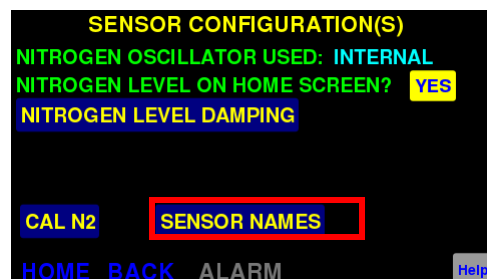 SENSOR CONFIGURATION(S)
NITROGEN OSCILLATOR USED: INTERNAL
NITROGEN LEVEL ON HOME SCREEN? YES
NITROGEN LEVEL DAMPING
CAL N2 SENSOR NAMES
HOME BACK ALARM Help